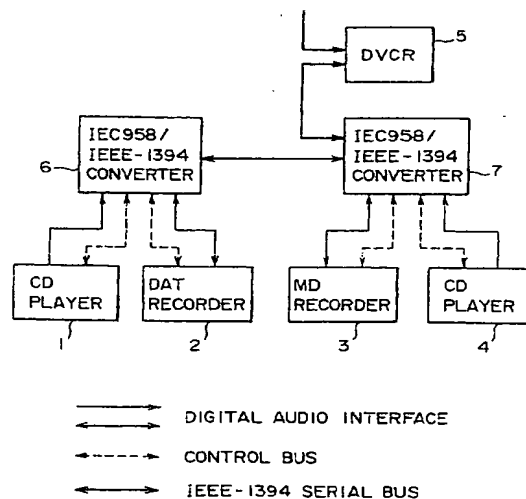 5
DVCR
IEC958/
IEEE-1394
CONVERTER
6
IEC958/
IEEE-1394
CONVERTER
7
CD
PLAYER
1
DAT
RECORDER
2
MD
RECORDER
3
CD
PLAYER
4
DIGITAL AUDIO INTERFACE
CONTROL BUS
IEEE-1394 SERIAL BUS